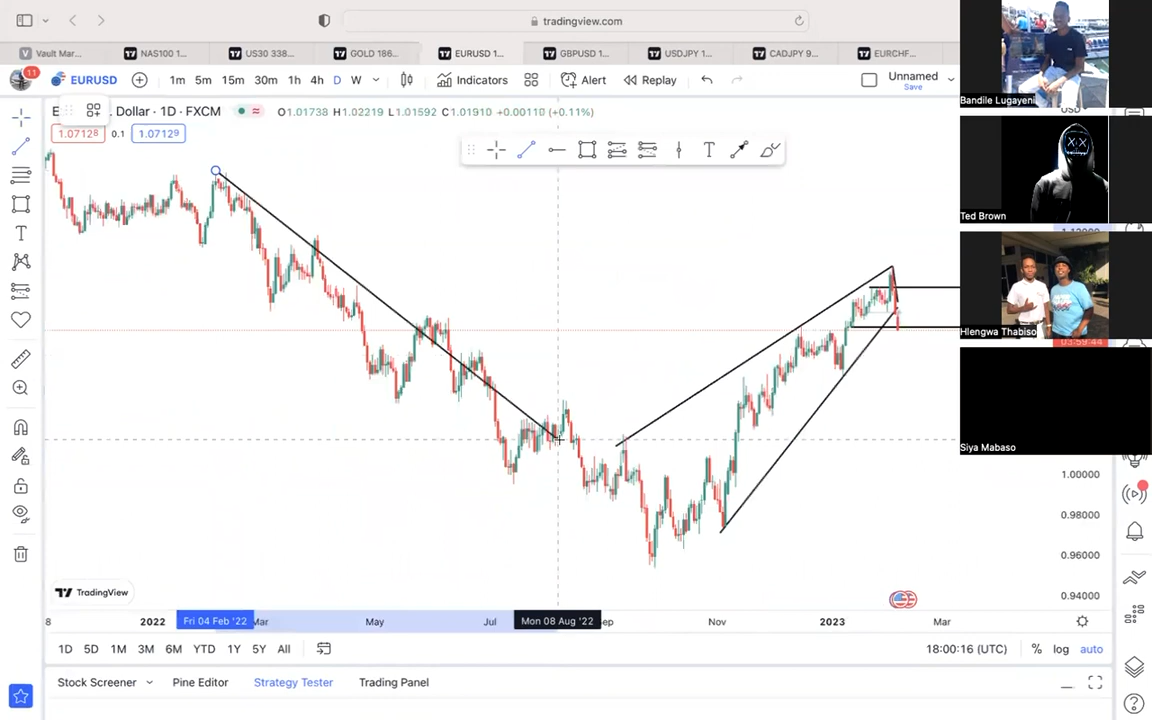 tradingview.com
Vault Mar...
NAS100 1...
US30 338...
GOLD 186...
EURUSD 1...
GBPUSD 1...
USDJPY 1...
CADJPY 9...
EURCHF...
11
EURUSD
1m 5m 15m 30m 1h 4h D W
Indicators
Alert
Replay
Unnamed
Save
Dollar · 1D · FXCM
O1.01738 H1.02219 L1.01592 C1.01910 +0.00110 (+0.11%)
1.07128 0.1 1.07129
Bandile Lugayeni
Ted Brown
Hlengwa Thabiso
03:59:44
Siya Mabaso
1.00000
0.98000
0.96000
0.94000
TradingView
8 2022 Fri 04 Feb '22 Mar May Jul Mon 08 Aug '22 ep Nov 2023 Mar
1D 5D 1M 3M 6M YTD 1Y 5Y All
18:00:16 (UTC) % log auto
Stock Screener Pine Editor Strategy Tester Trading Panel